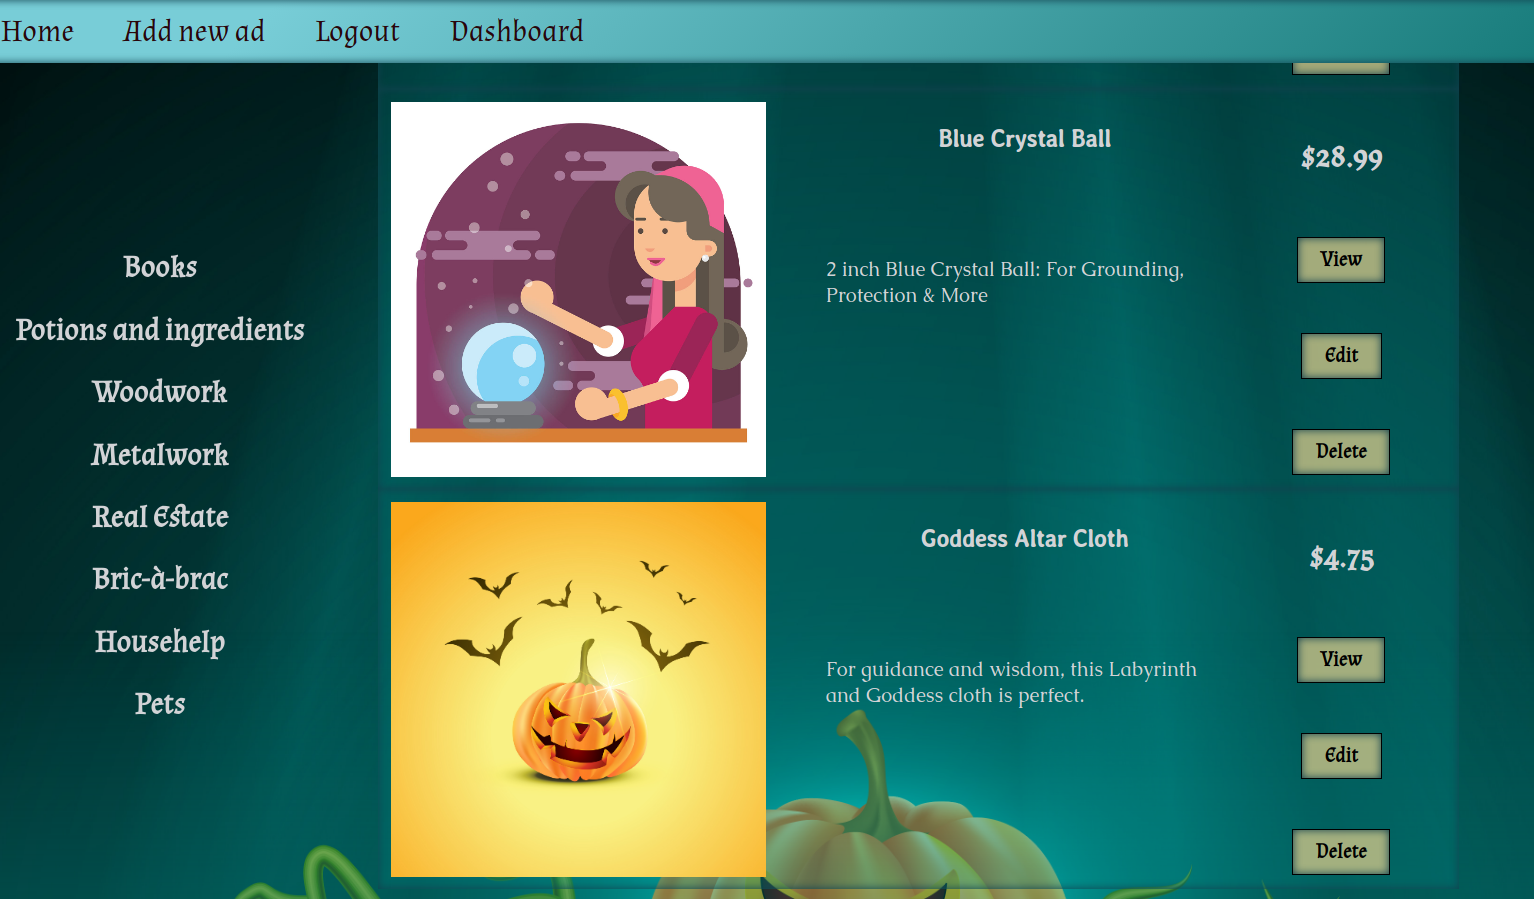 Home Add new ad Logout Dashboard
Books
Potions and ingredients
Woodwork
Metalwork
Real Estate
Bric-à-brac
Househelp
Pets
Blue Crystal Ball
$28.99
2 inch Blue Crystal Ball: For Grounding,
Protection & More
View
Edit
Delete
Goddess Altar Cloth
$4.75
For guidance and wisdom, this Labyrinth
and Goddess cloth is perfect.
View
Edit
Delete